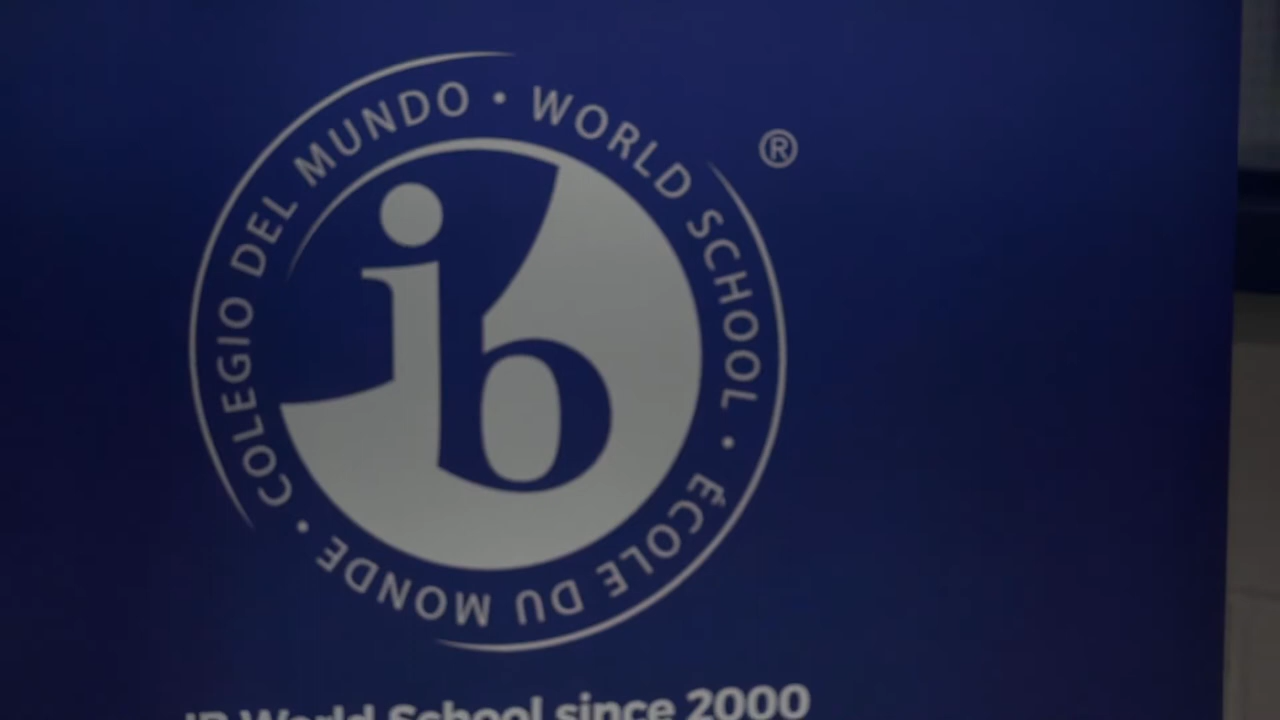 COLEGIO DEL MUNDO • WORLD SCHOOL • ÉCOLE DU MONDE •
®
ib
IB World School since 2000